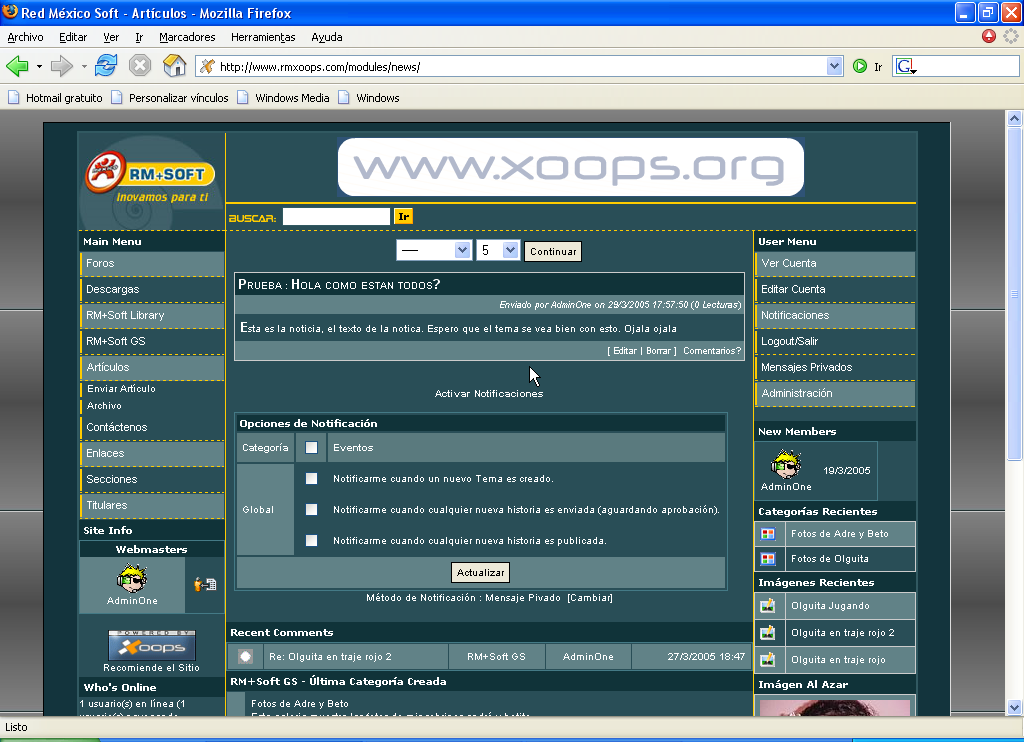 Red México Soft - Artículos - Mozilla Firefox
Archivo Editar Ver Ir Marcadores Herramientas Ayuda
http://www.rmxoops.com/modules/news/ Ir G
Hotmail gratuito Personalizar vínculos Windows Media Windows
RM+SOFT
inovamos para ti
www.xoops.org
BUSCAR: Ir
Main Menu
Foros
Descargas
RM+Soft Library
RM+Soft GS
Artículos
Enviar Artículo
Archivo
Contáctenos
Enlaces
Secciones
Titulares
Site Info
Webmasters
AdminOne
POWERED BY
Xoops
Recomiende el Sitio
Who's Online
1 usuario(s) en línea (1
---- 5 Continuar
Prueba : Hola como estan todos?
Enviado por AdminOne on 29/3/2005 17:57:50 (0 Lecturas)
Esta es la noticia, el texto de la notica. Espero que el tema se vea bien con esto. Ojala ojala
[ Editar | Borrar ] Comentarios?
Activar Notificaciones
Opciones de Notificación
Categoría Eventos
Global
Notificarme cuando un nuevo Tema es creado.
Notificarme cuando cualquier nueva historia es enviada (aguardando aprobación).
Notificarme cuando cualquier nueva historia es publicada.
Actualizar
Método de Notificación : Mensaje Pivado [Cambiar]
Recent Comments
Re: Olguita en traje rojo 2 RM+Soft GS AdminOne 27/3/2005 18:47
RM+Soft GS - Última Categoría Creada
Fotos de Adre y Beto
User Menu
Ver Cuenta
Editar Cuenta
Notificaciones
Logout/Salir
Mensajes Privados
Administración
New Members
AdminOne 19/3/2005
Categorías Recientes
Fotos de Adre y Beto
Fotos de Olguita
Imágenes Recientes
Olguita Jugando
Olguita en traje rojo 2
Olguita en traje rojo
Imágen Al Azar
Listo